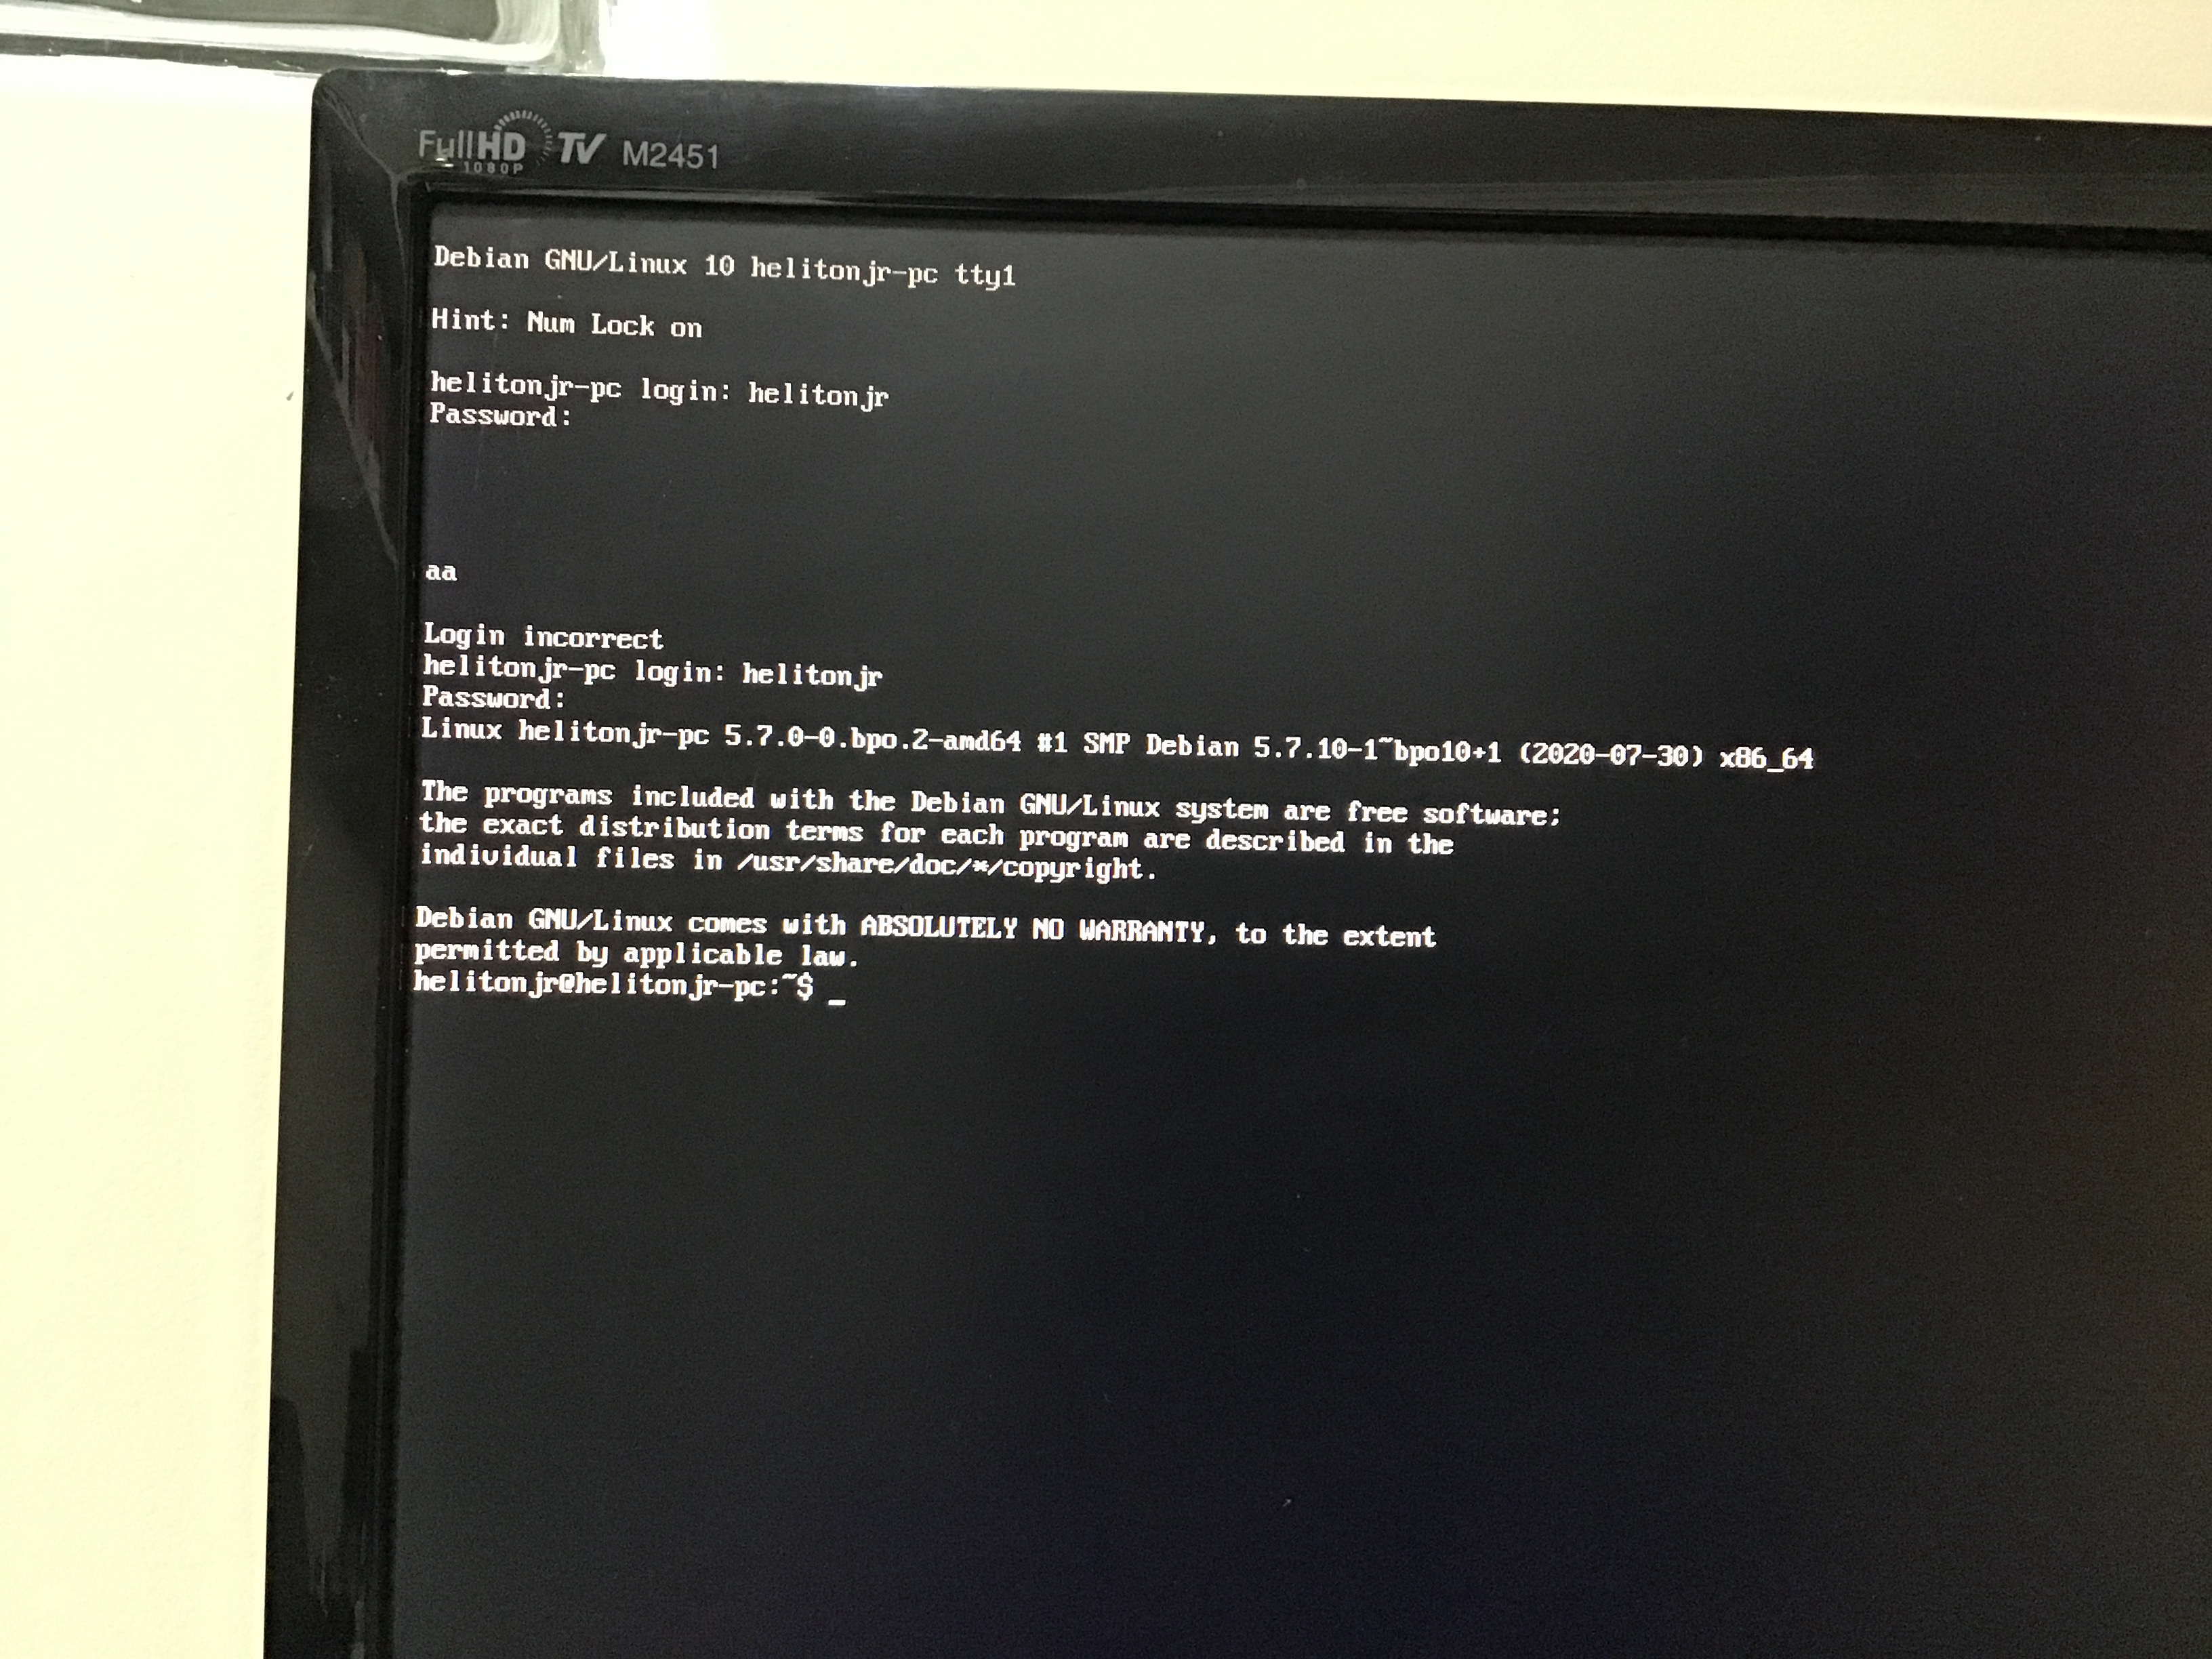 FullHD TV M2451
1080P
Debian GNU/Linux 10 helitonjr-pc tty1
Hint: Num Lock on
helitonjr-pc login: helitonjr
Password:
aa
Login incorrect
helitonjr-pc login: helitonjr
Password:
Linux helitonjr-pc 5.7.0-0.bpo.2-amd64 #1 SMP Debian 5.7.10-1~bpo10+1 (2020-07-30) x86_64
The programs included with the Debian GNU/Linux system are free software;
the exact distribution terms for each program are described in the
individual files in /usr/share/doc/*/copyright.
Debian GNU/Linux comes with ABSOLUTELY NO WARRANTY, to the extent
permitted by applicable law.
helitonjr@helitonjr-pc:~$ _